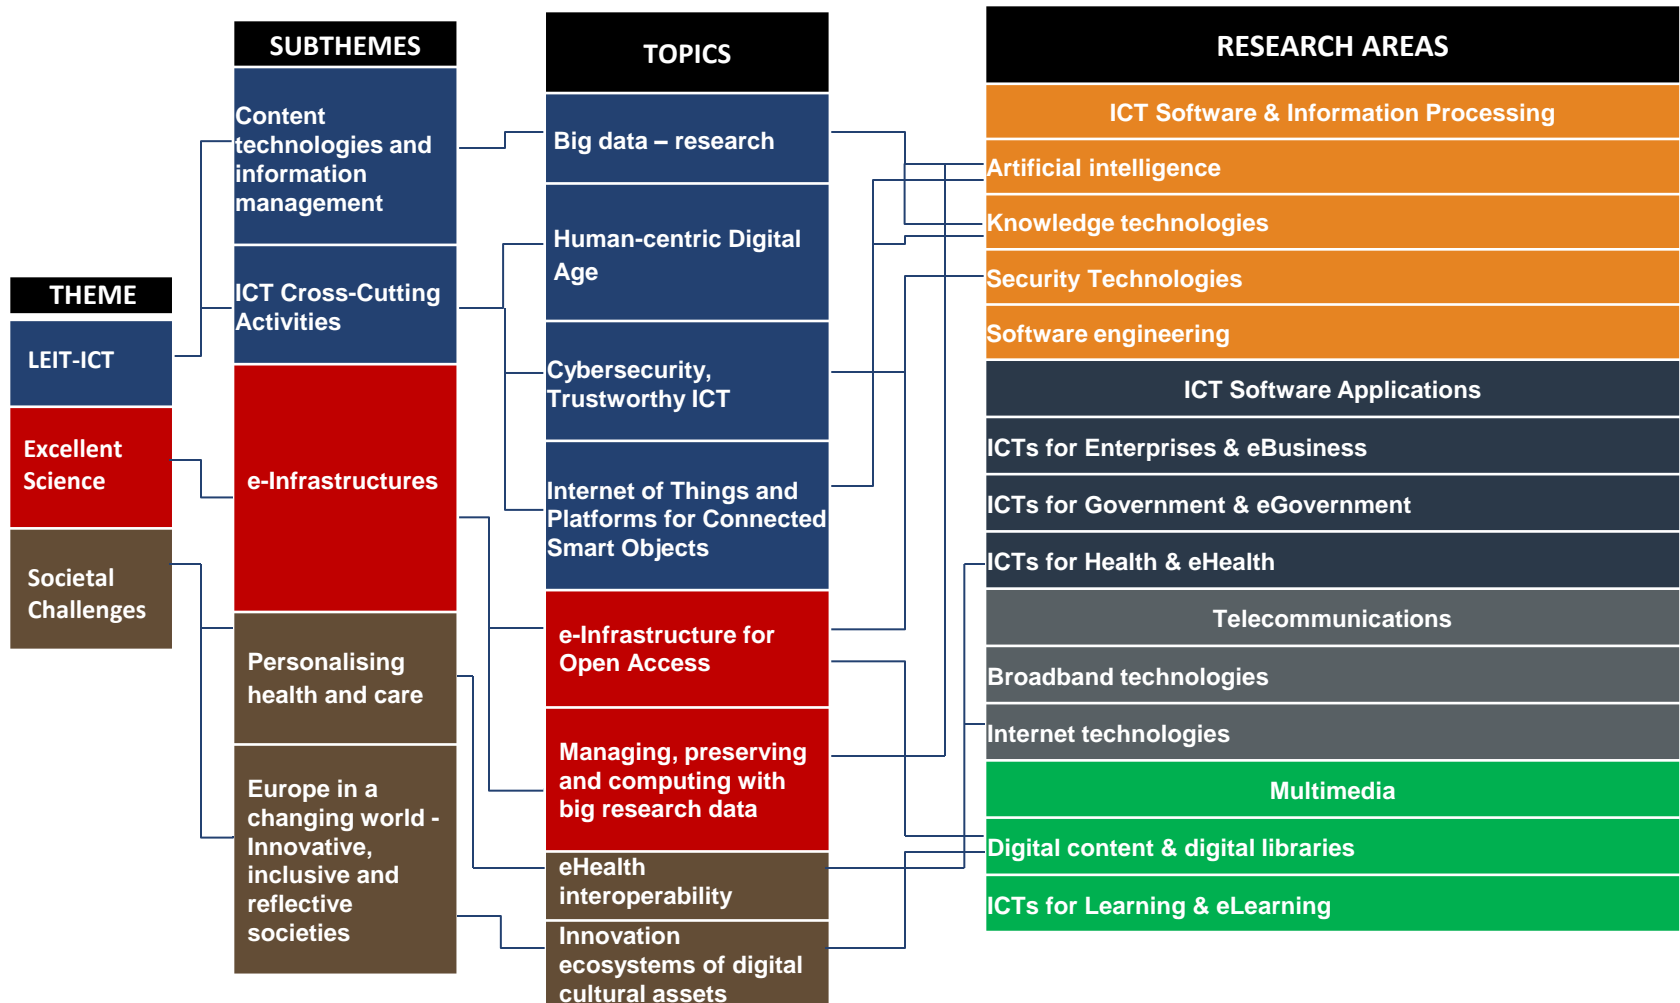 THEME
LEIT-ICT
Excellent
Science
Societal
Challenges
SUBTHEMES
Content
technologies and
information
management
ICT Cross-Cutting
Activities
e-Infrastructures
Personalising
health and care
Europe in a
changing world -
Innovative,
inclusive and
reflective
societies
TOPICS
Big data – research
Human-centric Digital
Age
Cybersecurity,
Trustworthy ICT
Internet of Things and
Platforms for Connected
Smart Objects
e-Infrastructure for
Open Access
Managing, preserving
and computing with
big research data
eHealth
interoperability
Innovation
ecosystems of digital
cultural assets
RESEARCH AREAS
ICT Software & Information Processing
Artificial intelligence
Knowledge technologies
Security Technologies
Software engineering
ICT Software Applications
ICTs for Enterprises & eBusiness
ICTs for Government & eGovernment
ICTs for Health & eHealth
Telecommunications
Broadband technologies
Internet technologies
Multimedia
Digital content & digital libraries
ICTs for Learning & eLearning